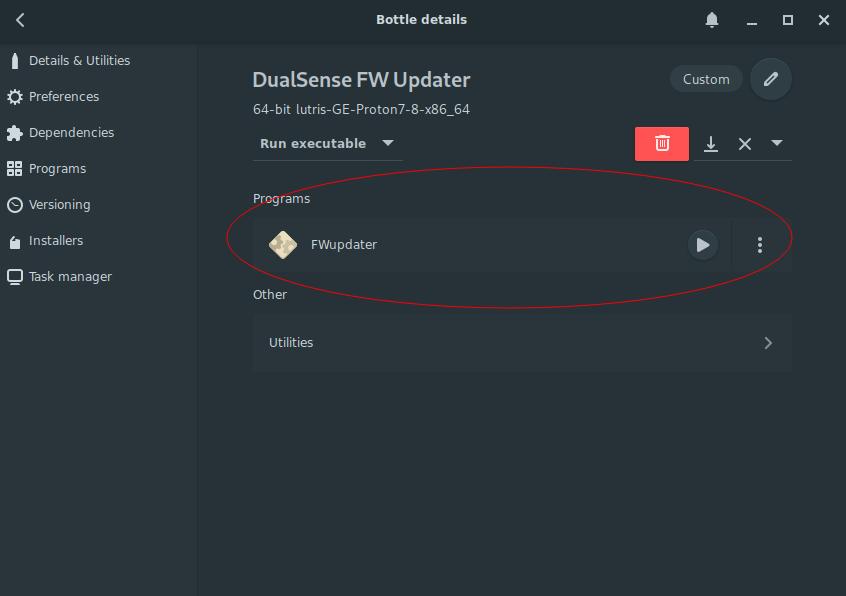 Bottle details
Details & Utilities
Preferences
Dependencies
Programs
Versioning
Installers
Task manager
DualSense FW Updater
Custom
64-bit lutris-GE-Proton7-8-x86_64
Run executable
Programs
FWupdater
Other
Utilities